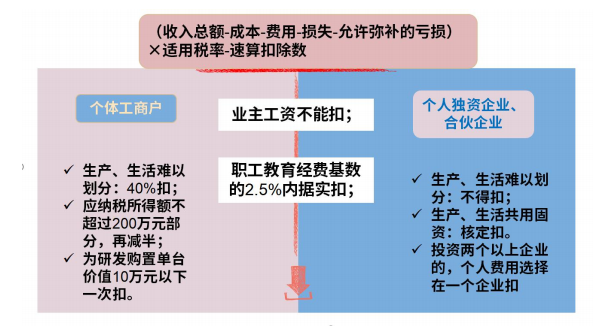 （收入总额-成本-费用-损失-允许弥补的亏损）
×适用税率-速算扣除数
个体工商户
✓ 生产、生活难以
划分：40%扣；
✓ 应纳税所得额不
超过200万元部
分，再减半；
✓ 为研发购置单台
价值10万元以下
一次扣。
业主工资不能扣；
职工教育经费基数
的2.5%内据实扣；
个人独资企业、
合伙企业
✓ 生产、生活难以划
分：不得扣；
✓ 生产、生活共用固
资：核定扣。
✓ 投资两个以上企业
的，个人费用选择
在一个企业扣